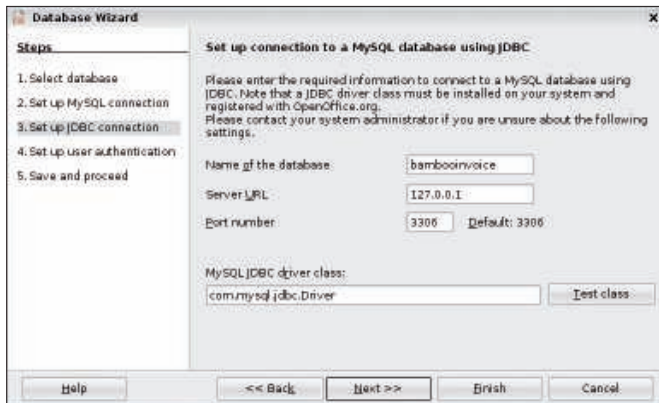 Database Wizard
Steps
1. Select database
2. Set up MySQL connection
3. Set up JDBC connection
4. Set up user authentication
5. Save and proceed
Set up connection to a MySQL database using JDBC
Please enter the required information to connect to a MySQL database using
JDBC. Note that a JDBC driver class must be installed on your system and
registered with OpenOffice.org.
Please contact your system administrator if you are unsure about the following
settings.
Name of the database
bambooinvoice
Server URL
127.0.0.1
Port number
3306
Default: 3306
MySQL JDBC driver class:
com.mysql.jdbc.Driver
Test class
Help
<< Back
Next >>
Finish
Cancel